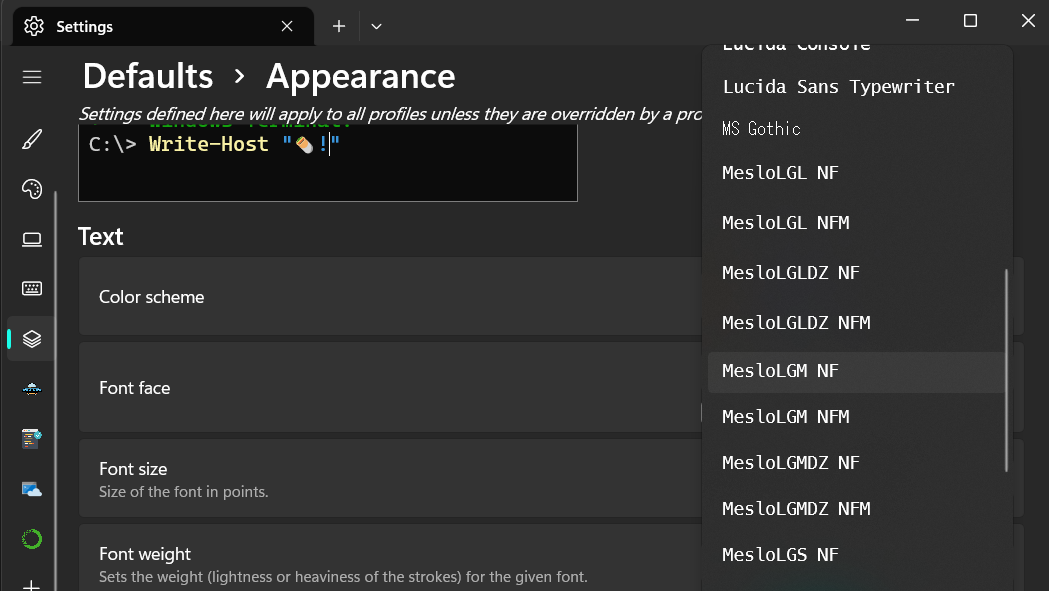 Settings
Defaults > Appearance
Settings defined here will apply to all profiles unless they are overridden by a pro
Windows Terminal.
C:\> Write-Host "🌯!"
Text
Color scheme
Font face
Font size
Size of the font in points.
Font weight
Sets the weight (lightness or heaviness of the strokes) for the given font.
Lucida Console
Lucida Sans Typewriter
MS Gothic
MesloLGL NF
MesloLGL NFM
MesloLGLDZ NF
MesloLGLDZ NFM
MesloLGM NF
MesloLGM NFM
MesloLGMDZ NF
MesloLGMDZ NFM
MesloLGS NF